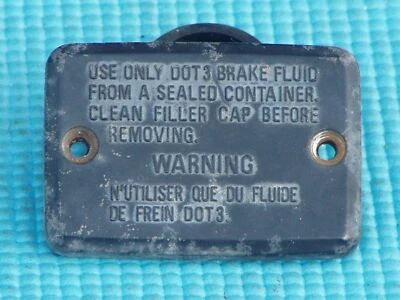 USE ONLY DOT3 BRAKE FLUID
FROM A SEALED CONTAINER.
CLEAN FILLER CAP BEFORE
REMOVING.
WARNING
N'UTILISER QUE DU FLUIDE
DE FREIN DOT3.